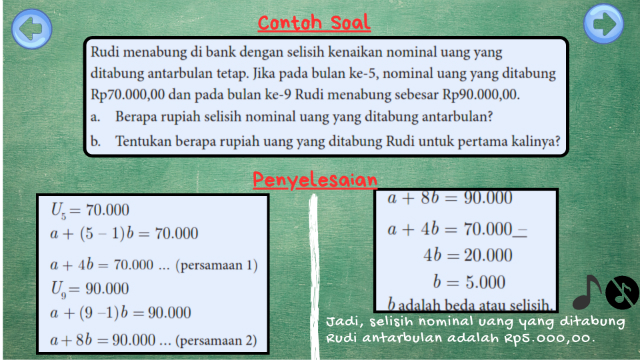 Contoh Soal
Rudi menabung di bank dengan selisih kenaikan nominal uang yang
ditabung antarbulan tetap. Jika pada bulan ke-5, nominal uang yang ditabung
Rp70.000,00 dan pada bulan ke-9 Rudi menabung sebesar Rp90.000,00.
a. Berapa rupiah selisih nominal uang yang ditabung antarbulan?
b. Tentukan berapa rupiah uang yang ditabung Rudi untuk pertama kalinya?
Penyelesaian
U₅ = 70.000
a + (5 – 1)b = 70.000
a + 4b = 70.000 ... (persamaan 1)
U₉ = 90.000
a + (9 –1)b = 90.000
a + 8b = 90.000 ... (persamaan 2)
a + 8b = 90.000
a + 4b = 70.000 –
4b = 20.000
b = 5.000
b adalah beda atau selisih.
Jadi, selisih nominal uang yang ditabung
Rudi antarbulan adalah Rp5.000,00.